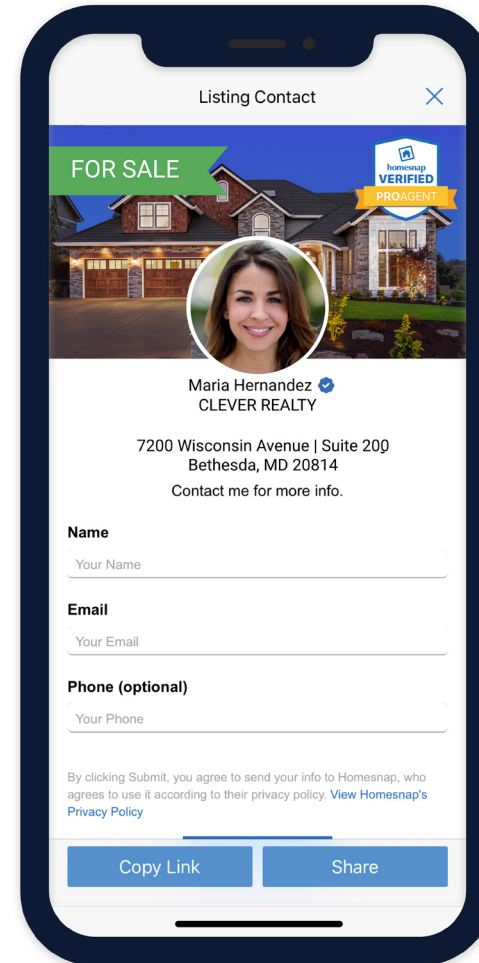 Listing Contact
FOR SALE
homesnap
VERIFIED
PROAGENT
Maria Hernandez
CLEVER REALTY
7200 Wisconsin Avenue | Suite 200
Bethesda, MD 20814
Contact me for more info.
Name
Your Name
Email
Your Email
Phone (optional)
Your Phone
By clicking Submit, you agree to send your info to Homesnap, who
agrees to use it according to their privacy policy. View Homesnap's
Privacy Policy
Copy Link
Share